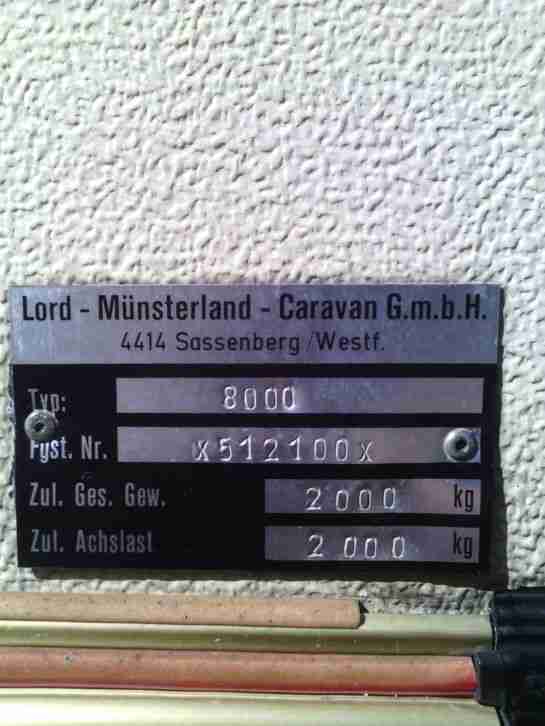 Lord - Münsterland - Caravan G.m.b.H.
4414 Sassenberg/Westf.
Typ: 8000
Fgst. Nr. x512100x
Zul. Ges. Gew. 2000 kg
Zul. Achslast 2000 kg